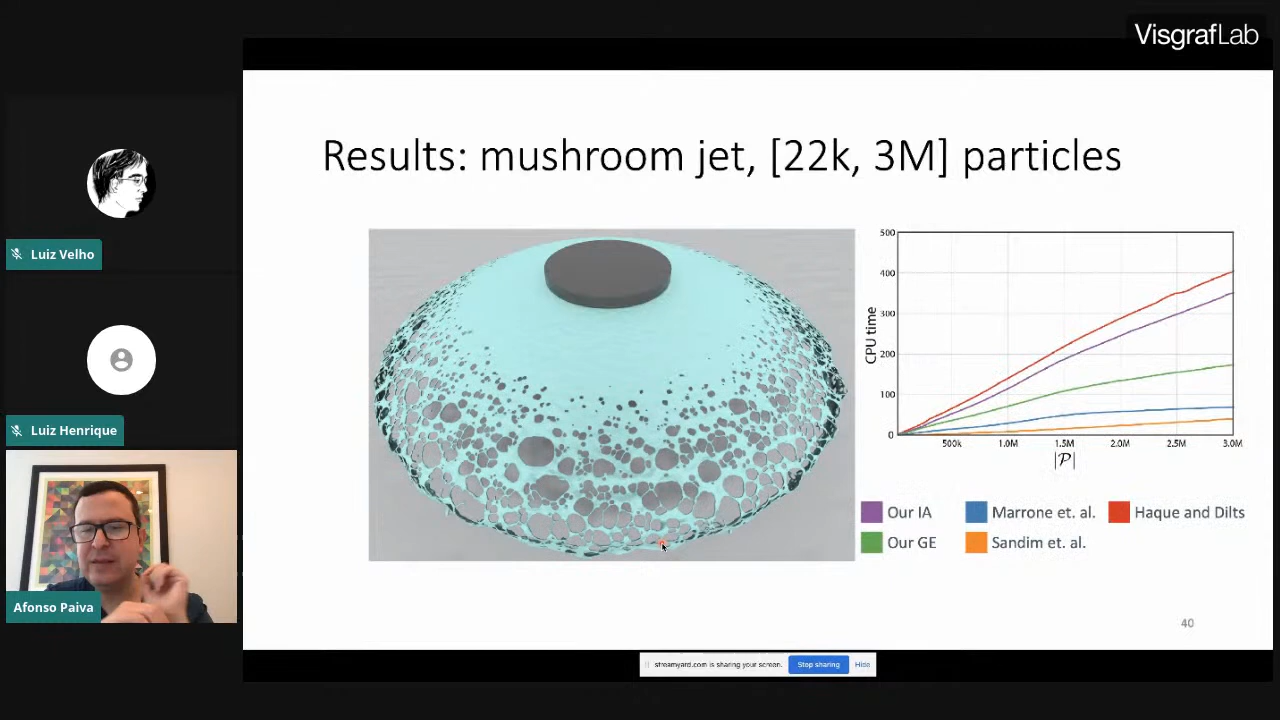 VisgrafLab
Luiz Velho
Luiz Henrique
Afonso Paiva
Results: mushroom jet, [22k, 3M] particles
CPU time
500
400
300
200
100
0
500k 1.0M 1.5M 2.0M 2.5M 3.0M
|𝒫|
Our IA Marrone et. al. Haque and Dilts
Our GE Sandim et. al.
40
streamyard.com is sharing your screen. Stop sharing Hide